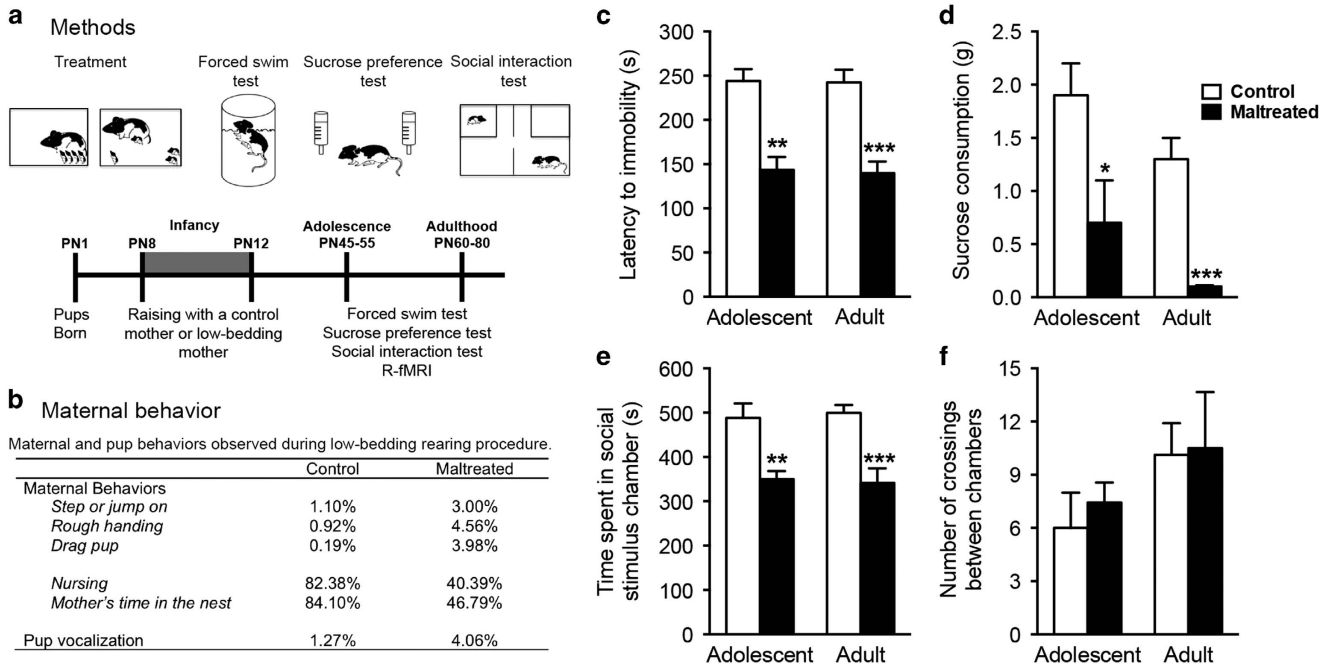 a Methods
Treatment
Forced swim
test
Sucrose preference
test
Social interaction
test
Infancy
Adolescence
Adulthood
PN1 PN8 PN12 PN45-55 PN60-80
Pups
Born
Raising with a control
mother or low-bedding
mother
Forced swim test
Sucrose preference test
Social interaction test
R-fMRI
b Maternal behavior
Maternal and pup behaviors observed during low-bedding rearing procedure.
Control Maltreated
Maternal Behaviors
Step or jump on 1.10% 3.00%
Rough handing 0.92% 4.56%
Drag pup 0.19% 3.98%
Nursing 82.38% 40.39%
Mother's time in the nest 84.10% 46.79%
Pup vocalization 1.27% 4.06%
c
Latency to immobility (s)
300
250
200
150
100
50
0
**
***
Adolescent Adult
d
Sucrose consumption (g)
2.5
2.0
1.5
1.0
0.5
0.0
*
***
Adolescent Adult
Control
Maltreated
e
Time spent in social
stimulus chamber (s)
600
500
400
300
200
100
0
**
***
Adolescent Adult
f
Number of crossings
between chambers
15
12
9
6
3
0
Adolescent Adult